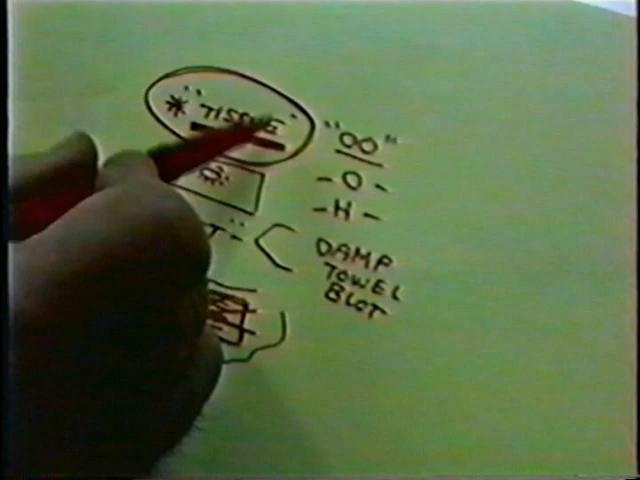 * "TISSUE"
"OO"
- O -
- H -
T"-
DAMP
TOWEL
BLOT